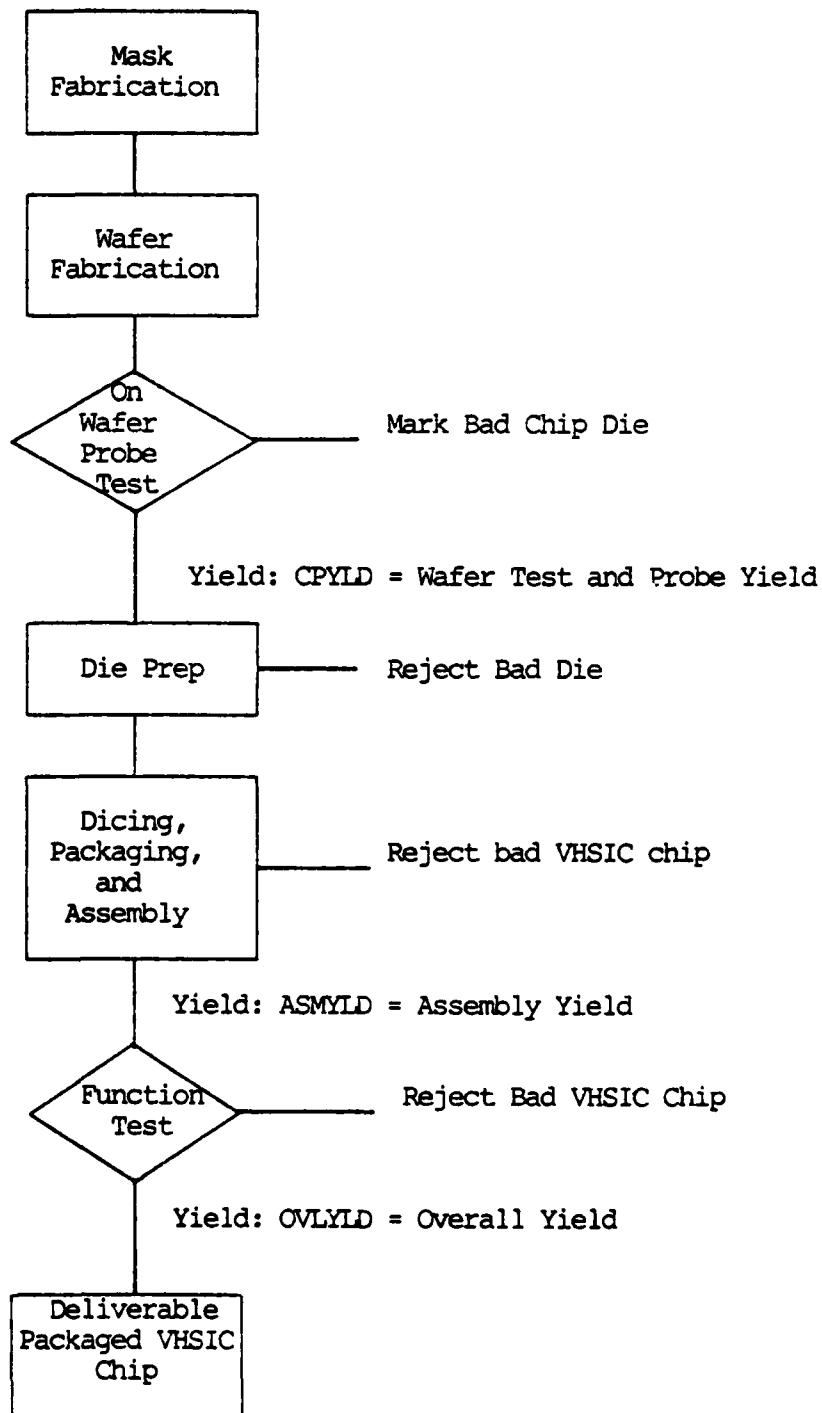 Mask
Fabrication
Wafer
Fabrication
On
Wafer
Probe
Test
Mark Bad Chip Die
Yield: CPYLD = Wafer Test and Probe Yield
Die Prep
Reject Bad Die
Dicing,
Packaging,
and
Assembly
Reject bad VHSIC chip
Yield: ASMYLD = Assembly Yield
Function
Test
Reject Bad VHSIC Chip
Yield: OVLYLD = Overall Yield
Deliverable
Packaged VHSIC
Chip